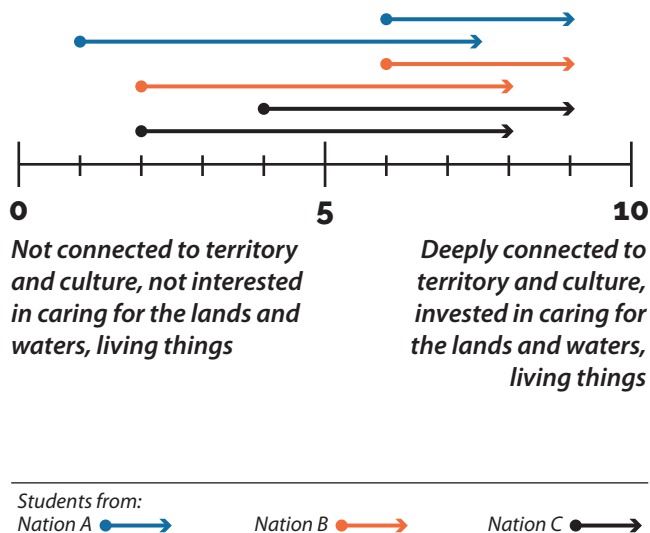 0 5 10
Not connected to territory
and culture, not interested
in caring for the lands and
waters, living things
Deeply connected to
territory and culture,
invested in caring for
the lands and waters,
living things
Students from:
Nation A Nation B Nation C